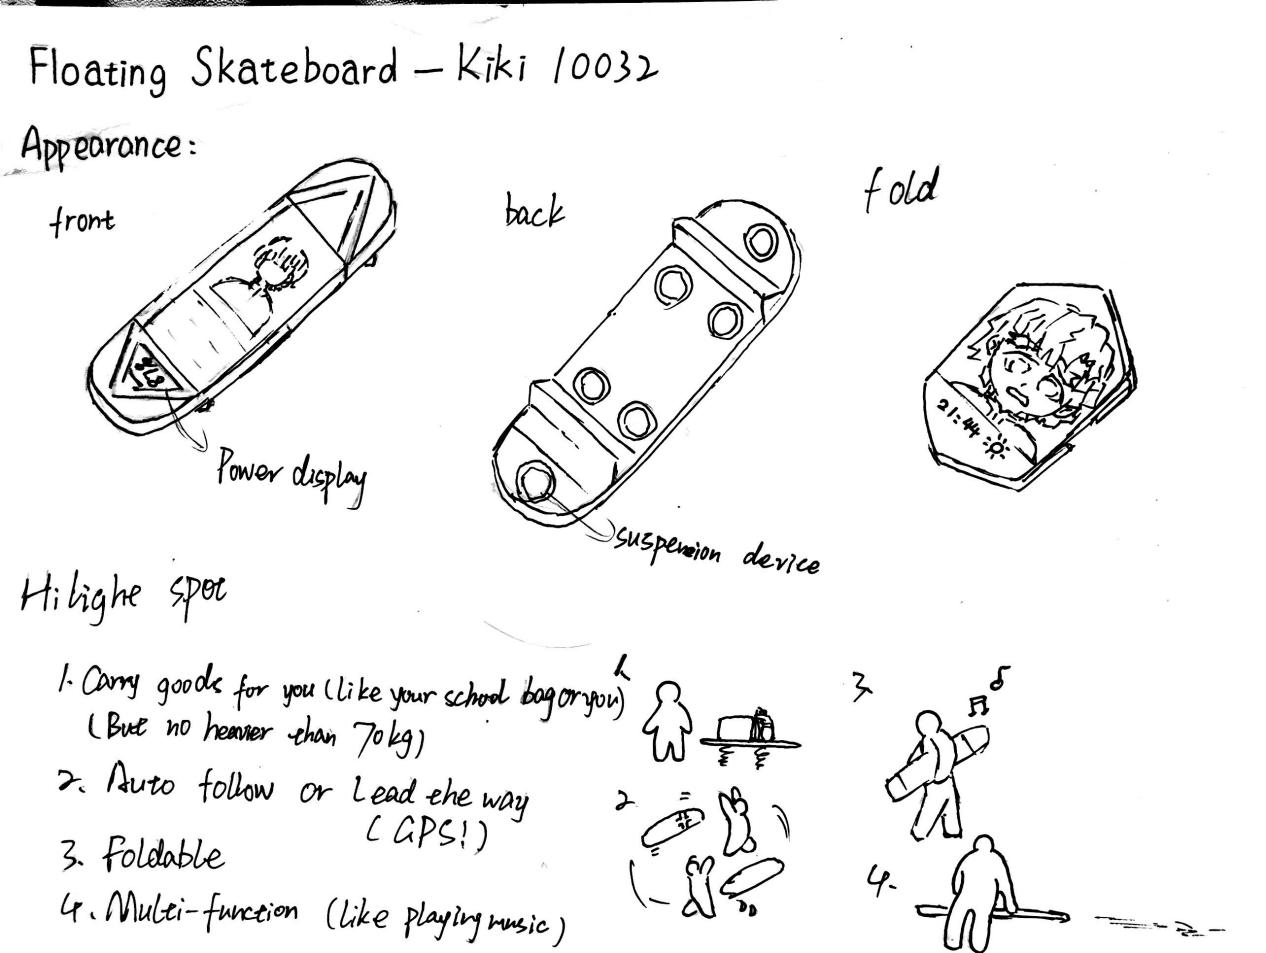 Floating Skateboard – Kiki 10032
Appearance:
front
back
fold
21:44
Power display
suspension device
Hilighe spot
1. Carry goods for you (like your school bag or you)
(But no heavier than 70kg)
2. Auto follow or Lead the way
(GPS!)
3. Foldable
4. Multi-function (like playing music)
1.
2
3.
4.